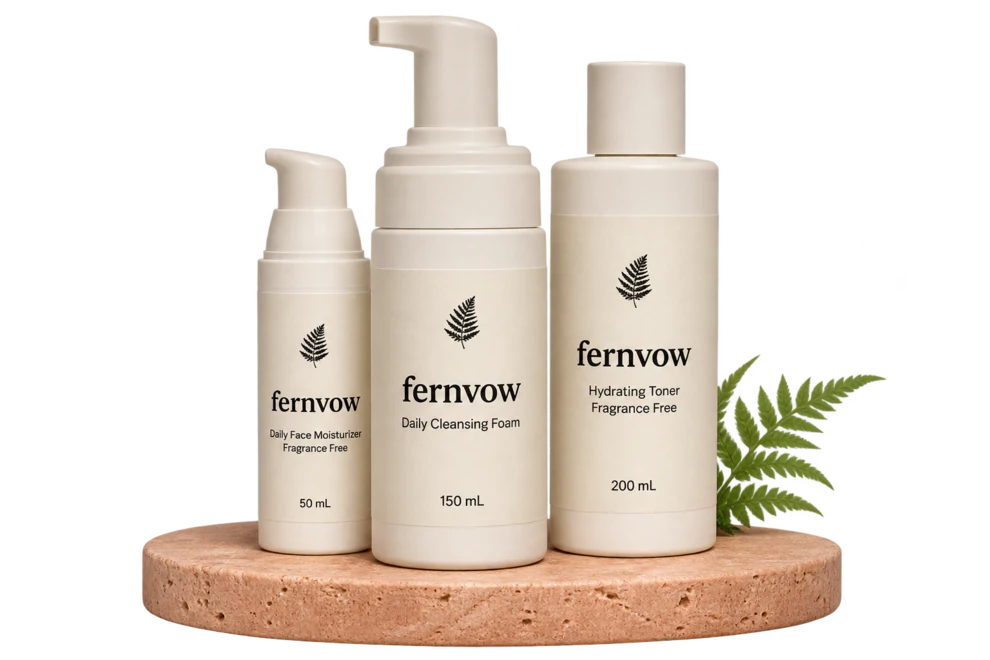 fernvow
Daily Face Moisturizer
Fragrance Free
50 mL
fernvow
Daily Cleansing Foam
150 mL
fernvow
Hydrating Toner
Fragrance Free
200 mL